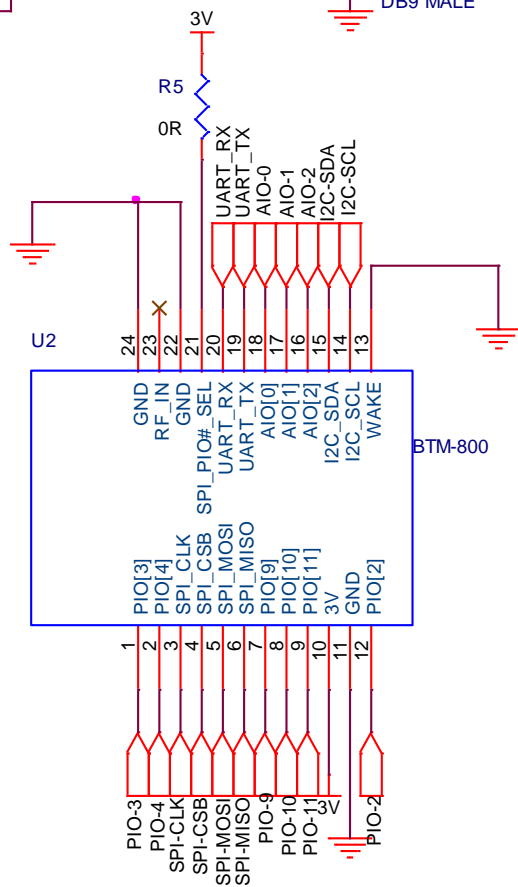 DB9 MALE
3V
R5
0R
UART_RX
UART_TX
AIO-0
AIO-1
AIO-2
I2C-SDA
I2C-SCL
U2
24
23
22
21
20
19
18
17
16
15
14
13
GND
RF_IN
GND
SPI_PIO#_SEL
UART_RX
UART_TX
AIO[0]
AIO[1]
AIO[2]
I2C_SDA
I2C_SCL
WAKE
BTM-800
PIO[3]
PIO[4]
SPI_CLK
SPI_CSB
SPI_MOSI
SPI_MISO
PIO[9]
PIO[10]
PIO[11]
3V
GND
PIO[2]
1
2
3
4
5
6
7
8
9
10
11
12
PIO-3
PIO-4
SPI-CLK
SPI-CSB
SPI-MOSI
SPI-MISO
PIO-9
PIO-10
PIO-11
3V
PIO-2